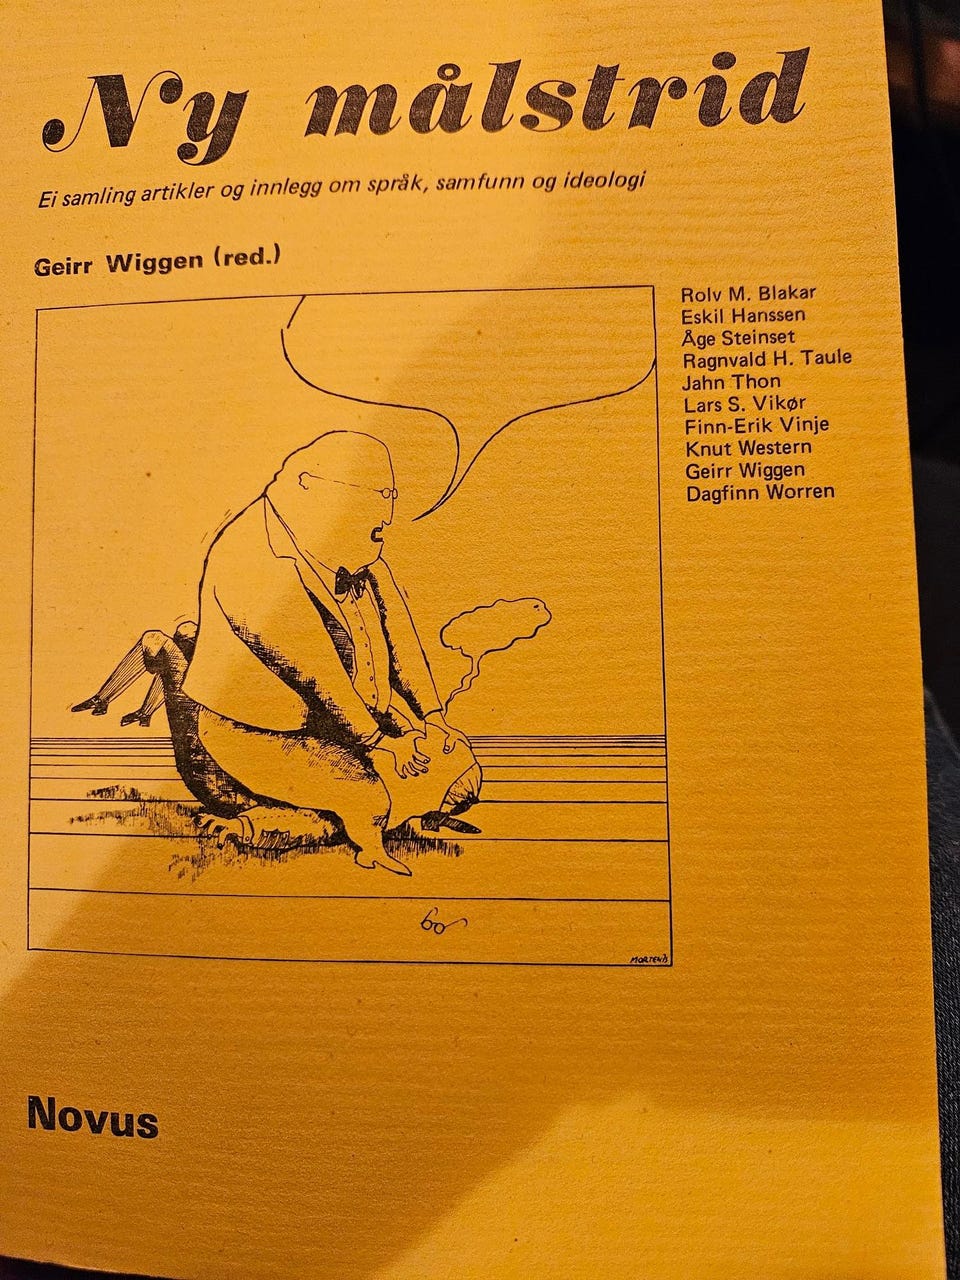 Ny målstrid
Ei samling artikler og innlegg om språk, samfunn og ideologi
Geirr Wiggen (red.)
Rolv M. Blakar
Eskil Hanssen
Åge Steinset
Ragnvald H. Taule
Jahn Thon
Lars S. Vikør
Finn-Erik Vinje
Knut Western
Geirr Wiggen
Dagfinn Worren
Novus